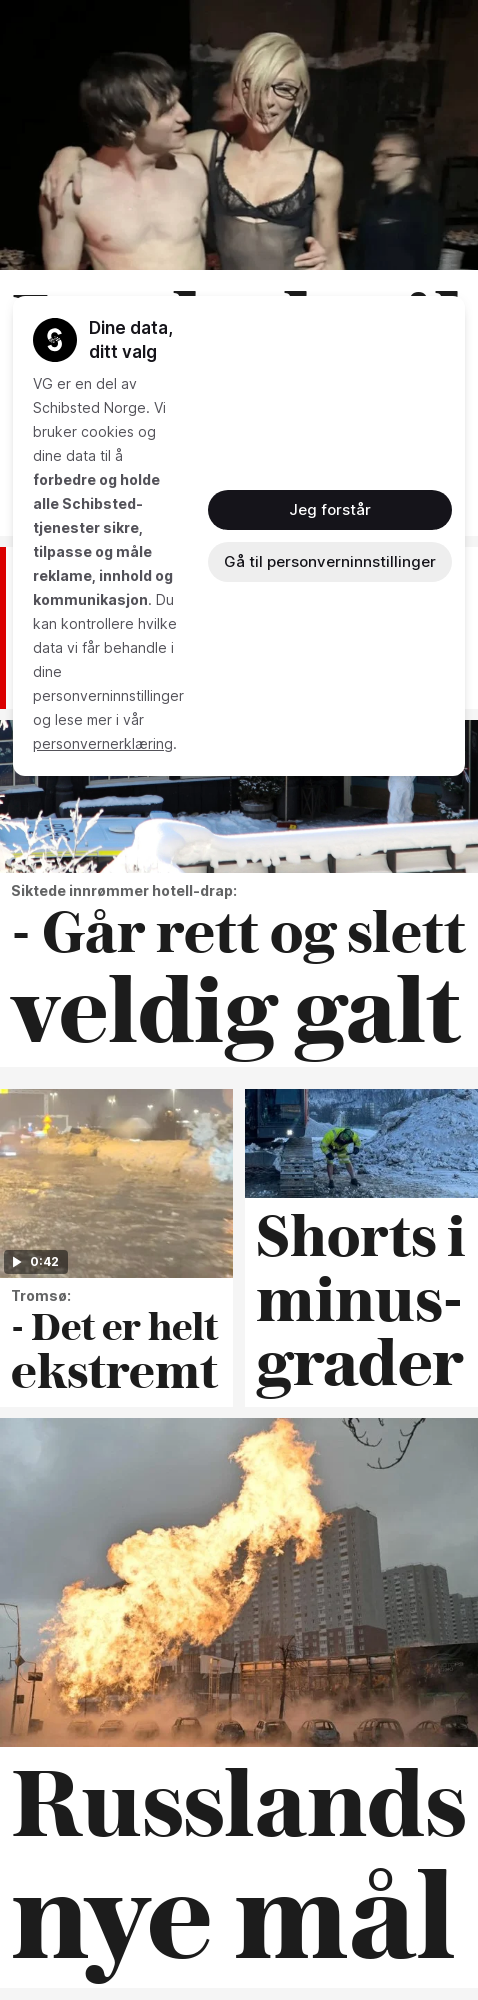 Dine data,
ditt valg
VG er en del av
Schibsted Norge. Vi
bruker cookies og
dine data til å
forbedre og holde
alle Schibsted-
tjenester sikre,
tilpasse og måle
reklame, innhold og
kommunikasjon. Du
kan kontrollere hvilke
data vi får behandle i
dine
personverninnstillinger
og lese mer i vår
personvernerklæring.
Jeg forstår
Gå til personverninnstillinger
Siktede innrømmer hotell-drap:
- Går rett og slett
veldig galt
0:42
Tromsø:
- Det er helt
ekstremt
Shorts i
minus-
grader
Russlands
nye mål